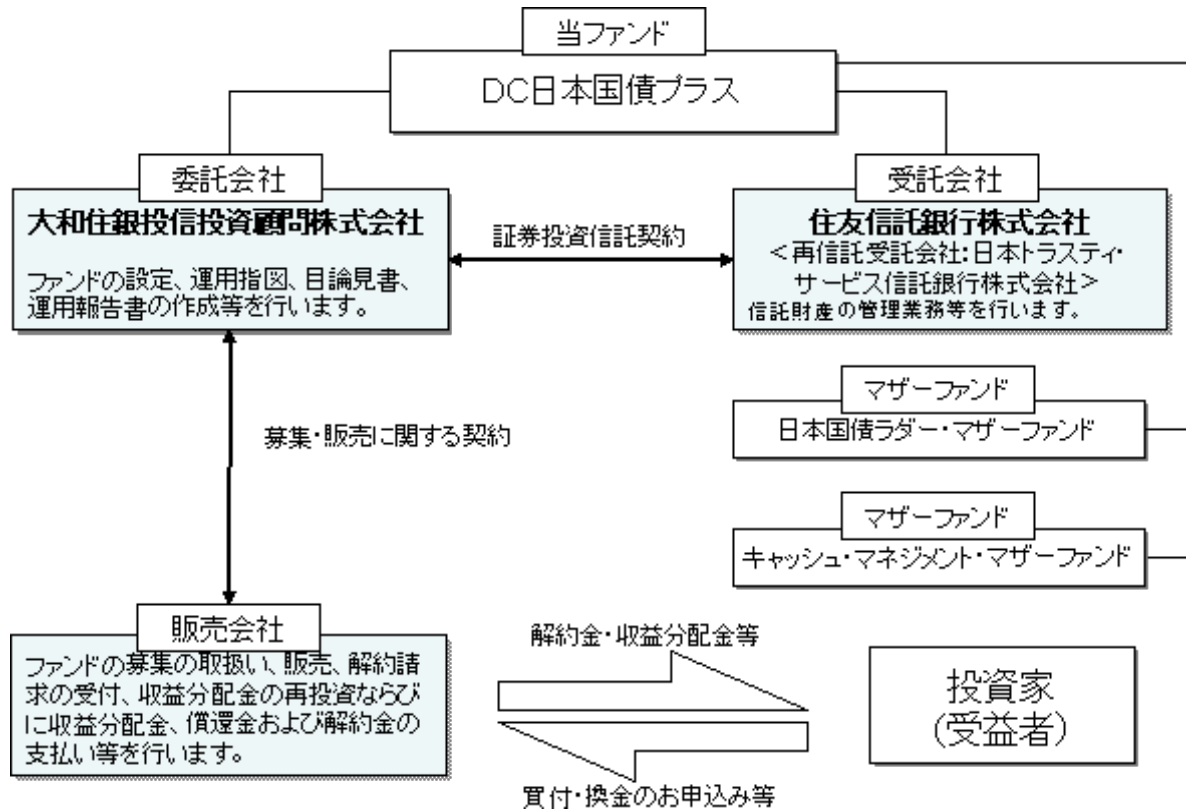 当ファンド
DC日本国債プラス
委託会社
大和住銀投信投資顧問株式会社
ファンドの設定、運用指図、目論見書、
運用報告書の作成等を行います。
証券投資信託契約
受託会社
住友信託銀行株式会社
＜再信託受託会社：日本トラスティ・
サービス信託銀行株式会社＞
信託財産の管理業務等を行います。
マザーファンド
日本国債ラダー・マザーファンド
募集・販売に関する契約
マザーファンド
キャッシュ・マネジメント・マザーファンド
販売会社
ファンドの募集の取扱い、販売、解約請
求の受付、収益分配金の再投資ならび
に収益分配金、償還金および解約金の
支払い等を行います。
解約金・収益分配金等
買付・換金のお申込み等
投資家
(受益者)